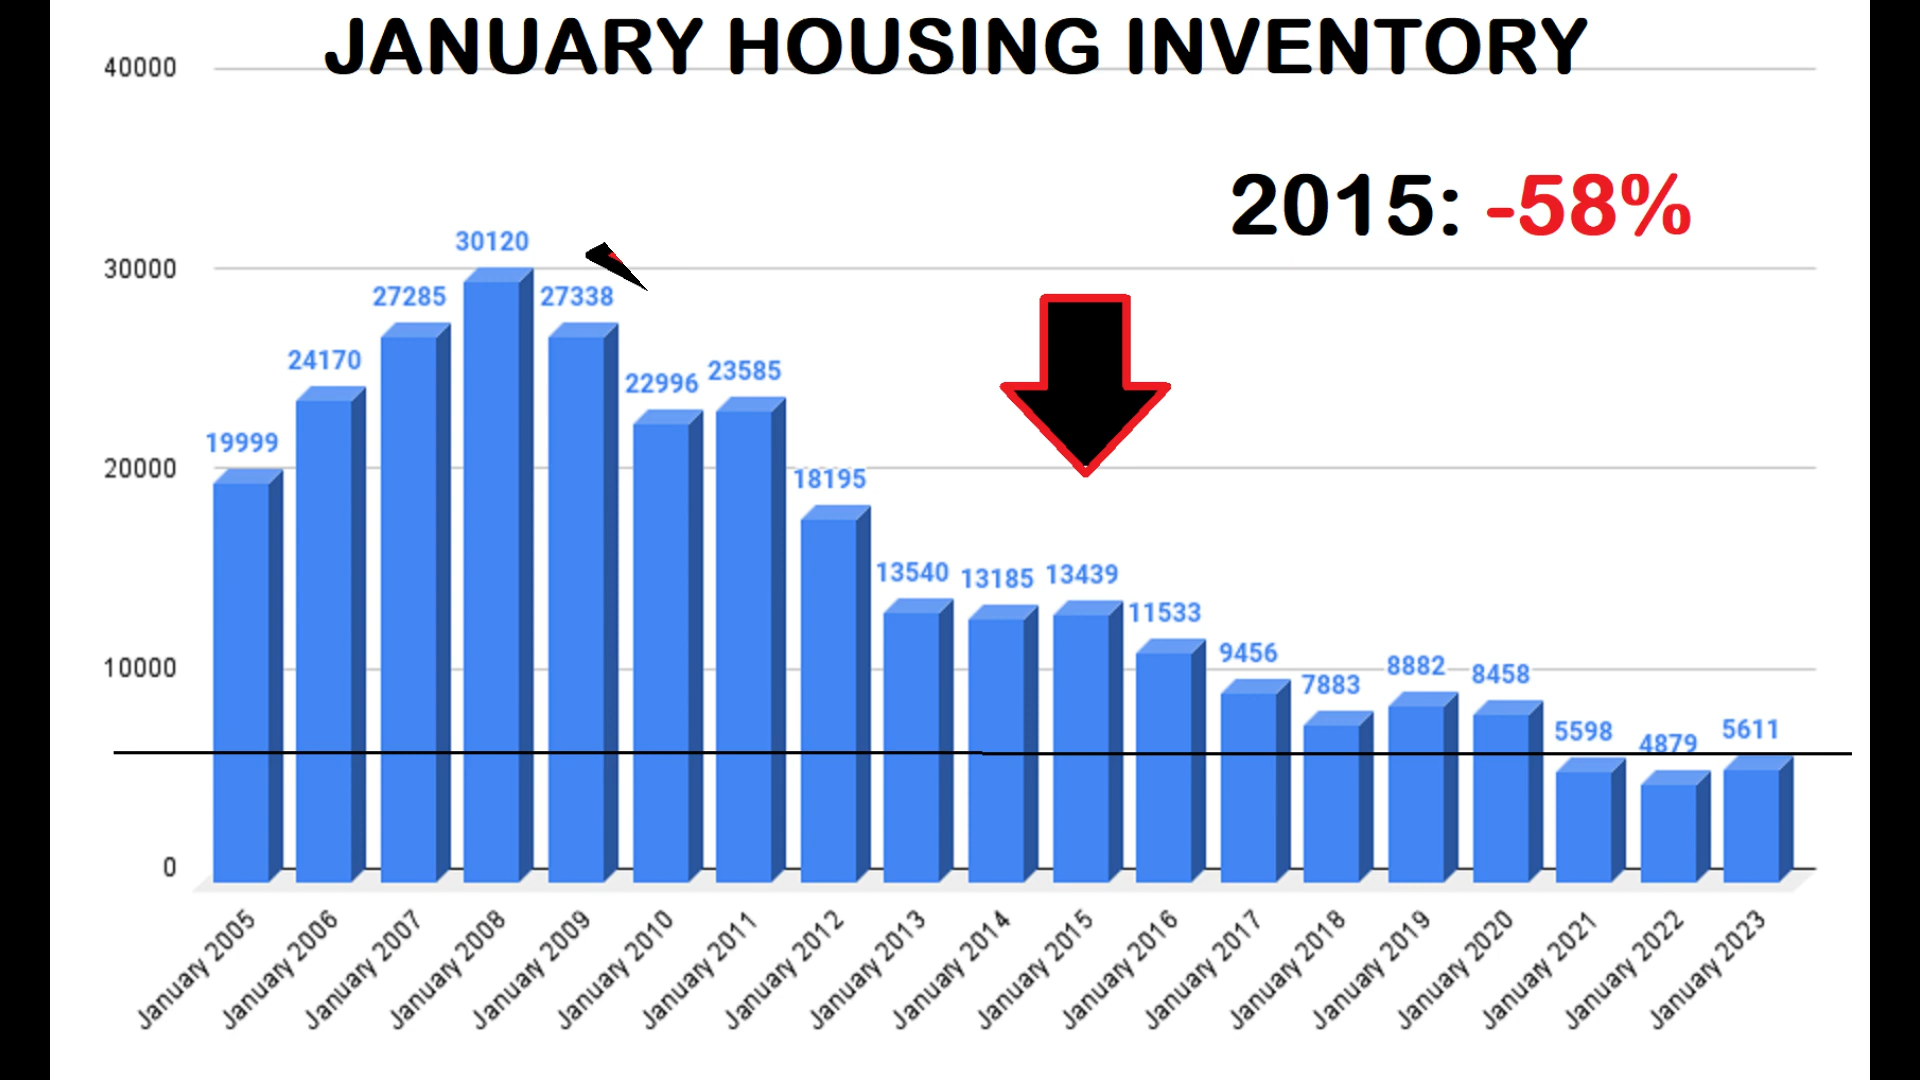 JANUARY HOUSING INVENTORY
2015: -58%
40000
30000
20000
10000
0
19999
24170
27285
30120
27338
22996
23585
18195
13540
13185
13439
11533
9456
7883
8882
8458
5598
4879
5611
January 2005
January 2006
January 2007
January 2008
January 2009
January 2010
January 2011
January 2012
January 2013
January 2014
January 2015
January 2016
January 2017
January 2018
January 2019
January 2020
January 2021
January 2022
January 2023